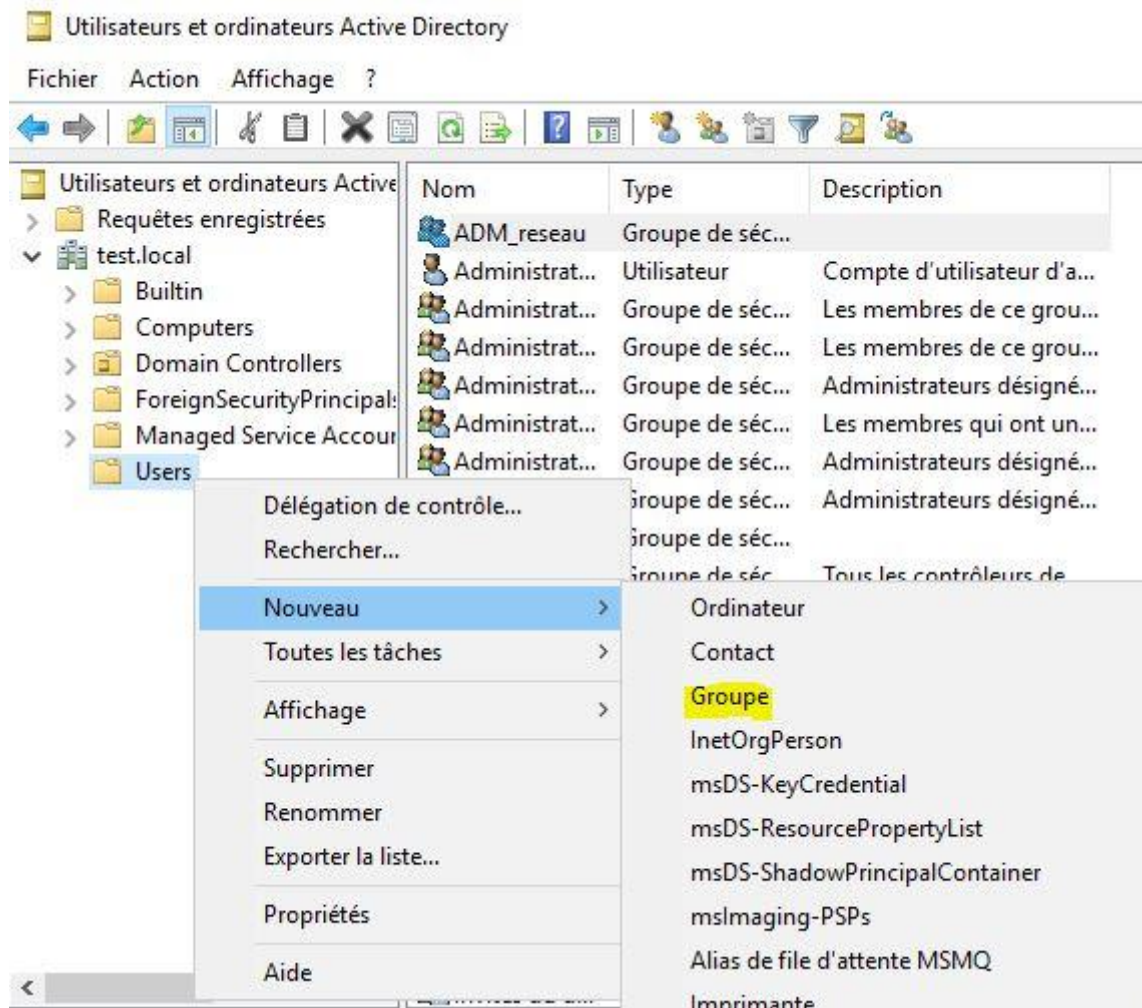 Utilisateurs et ordinateurs Active Directory
Fichier Action Affichage ?
Utilisateurs et ordinateurs Active
Requêtes enregistrées
test.local
Builtin
Computers
Domain Controllers
ForeignSecurityPrincipals
Managed Service Accour
Users
Nom Type Description
ADM_reseau Groupe de séc...
Administrat... Utilisateur Compte d'utilisateur d'a...
Administrat... Groupe de séc... Les membres de ce grou...
Administrat... Groupe de séc... Les membres de ce grou...
Administrat... Groupe de séc... Administrateurs désigné...
Administrat... Groupe de séc... Les membres qui ont un...
Administrat... Groupe de séc... Administrateurs désigné...
Groupe de séc... Administrateurs désigné...
Groupe de séc...
Groupe de séc Tous les contrôleurs de
Délégation de contrôle...
Rechercher...
Nouveau
Toutes les tâches
Affichage
Supprimer
Renommer
Exporter la liste...
Propriétés
Aide
Ordinateur
Contact
Groupe
InetOrgPerson
msDS-KeyCredential
msDS-ResourcePropertyList
msDS-ShadowPrincipalContainer
msImaging-PSPs
Alias de file d'attente MSMQ
Imprimante